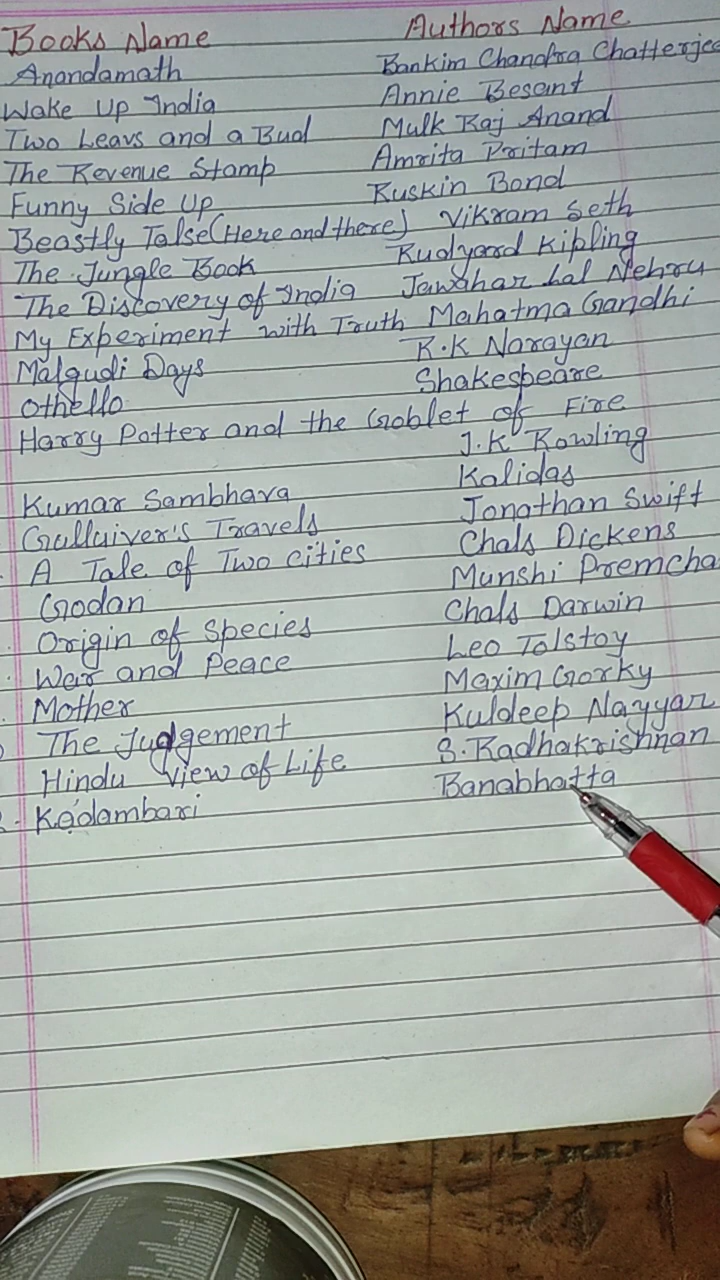 Books Name Authors Name
Anandamath Bankim Chandra Chatterjee
Wake Up India Annie Besant
Two Leavs and a Bud Mulk Raj Anand
The Revenue Stamp Amrita Pritam
Funny Side Up Ruskin Bond
Beastly Talse (Here and there) Vikram Seth
The Jungle Book Rudyard Kipling
The Discovery of India Jawahar Lal Nehru
My Experiment with Truth Mahatma Gandhi
Malgudi Days R.K Narayan
Othello Shakespeare
Harry Potter and the Goblet of Fire
J.K Rowling
Kumar Sambhava Kalidas
Gulluiver's Travels Jonathan Swift
A Tale of Two Cities Chals Dickens
Godan Munshi Premcha
Origin of Species Chals Darwin
War and Peace Leo Tolstoy
Mother Maxim Gorky
The Judgement Kuldeep Nayyar
Hindu View of Life S. Radhakrishnan
Kadambari Banabhatta